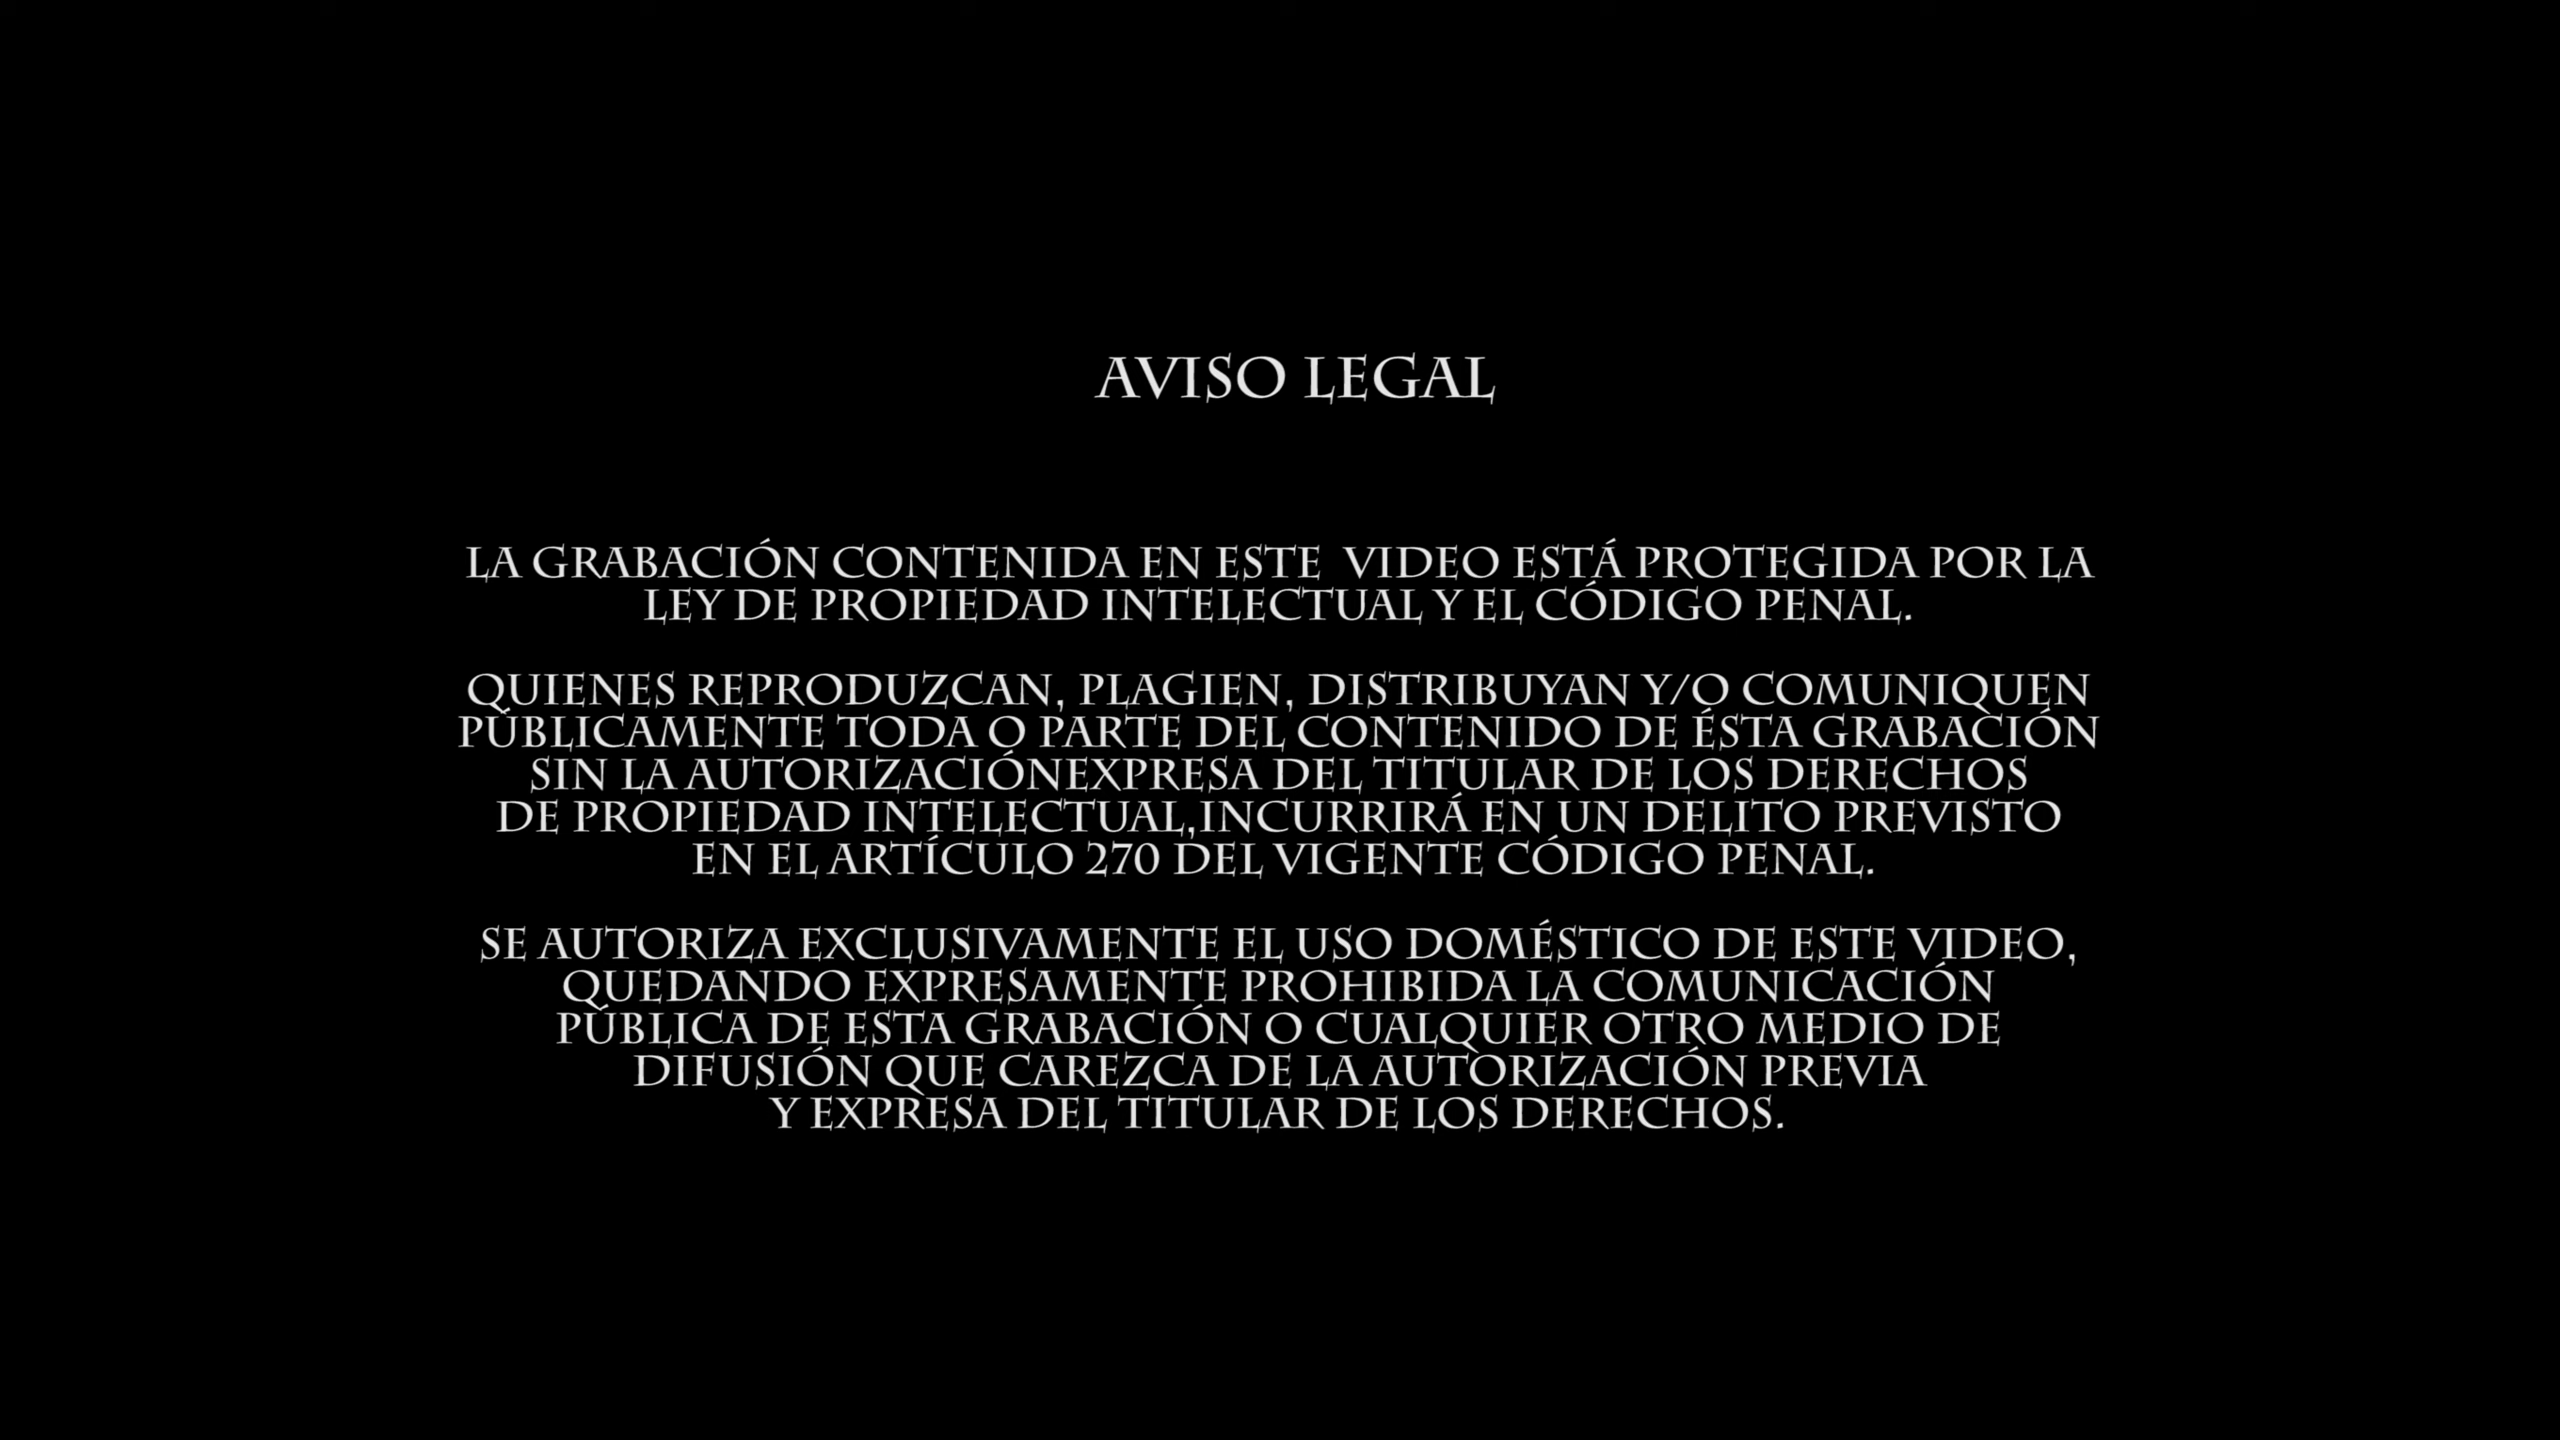 AVISO LEGAL
LA GRABACIÓN CONTENIDA EN ESTE  VIDEO ESTÁ PROTEGIDA POR LA
LEY DE PROPIEDAD INTELECTUAL Y EL CÓDIGO PENAL.
QUIENES REPRODUZCAN, PLAGIEN, DISTRIBUYAN Y/O COMUNIQUEN
PÚBLICAMENTE TODA O PARTE DEL CONTENIDO DE ÉSTA GRABACIÓN
SIN LA AUTORIZACIÓNEXPRESA DEL TITULAR DE LOS DERECHOS
DE PROPIEDAD INTELECTUAL,INCURRIRÁ EN UN DELITO PREVISTO
EN EL ARTÍCULO 270 DEL VIGENTE CÓDIGO PENAL.
SE AUTORIZA EXCLUSIVAMENTE EL USO DOMÉSTICO DE ESTE VIDEO,
QUEDANDO EXPRESAMENTE PROHIBIDA LA COMUNICACIÓN
PÚBLICA DE ESTA GRABACIÓN O CUALQUIER OTRO MEDIO DE
DIFUSIÓN QUE CAREZCA DE LA AUTORIZACIÓN PREVIA
Y EXPRESA DEL TITULAR DE LOS DERECHOS.